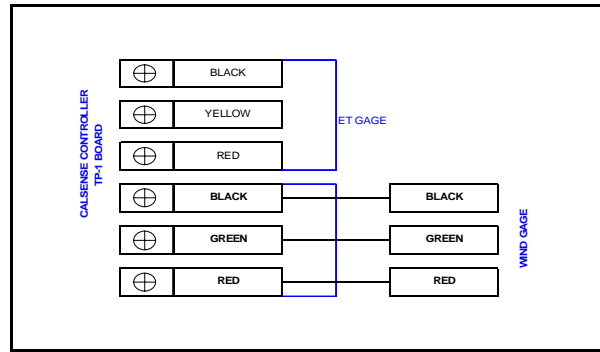 CALSENSE CONTROLLER
TP-1 BOARD
BLACK
YELLOW
RED
ET GAGE
BLACK
GREEN
RED
BLACK
GREEN
RED
WIND GAGE